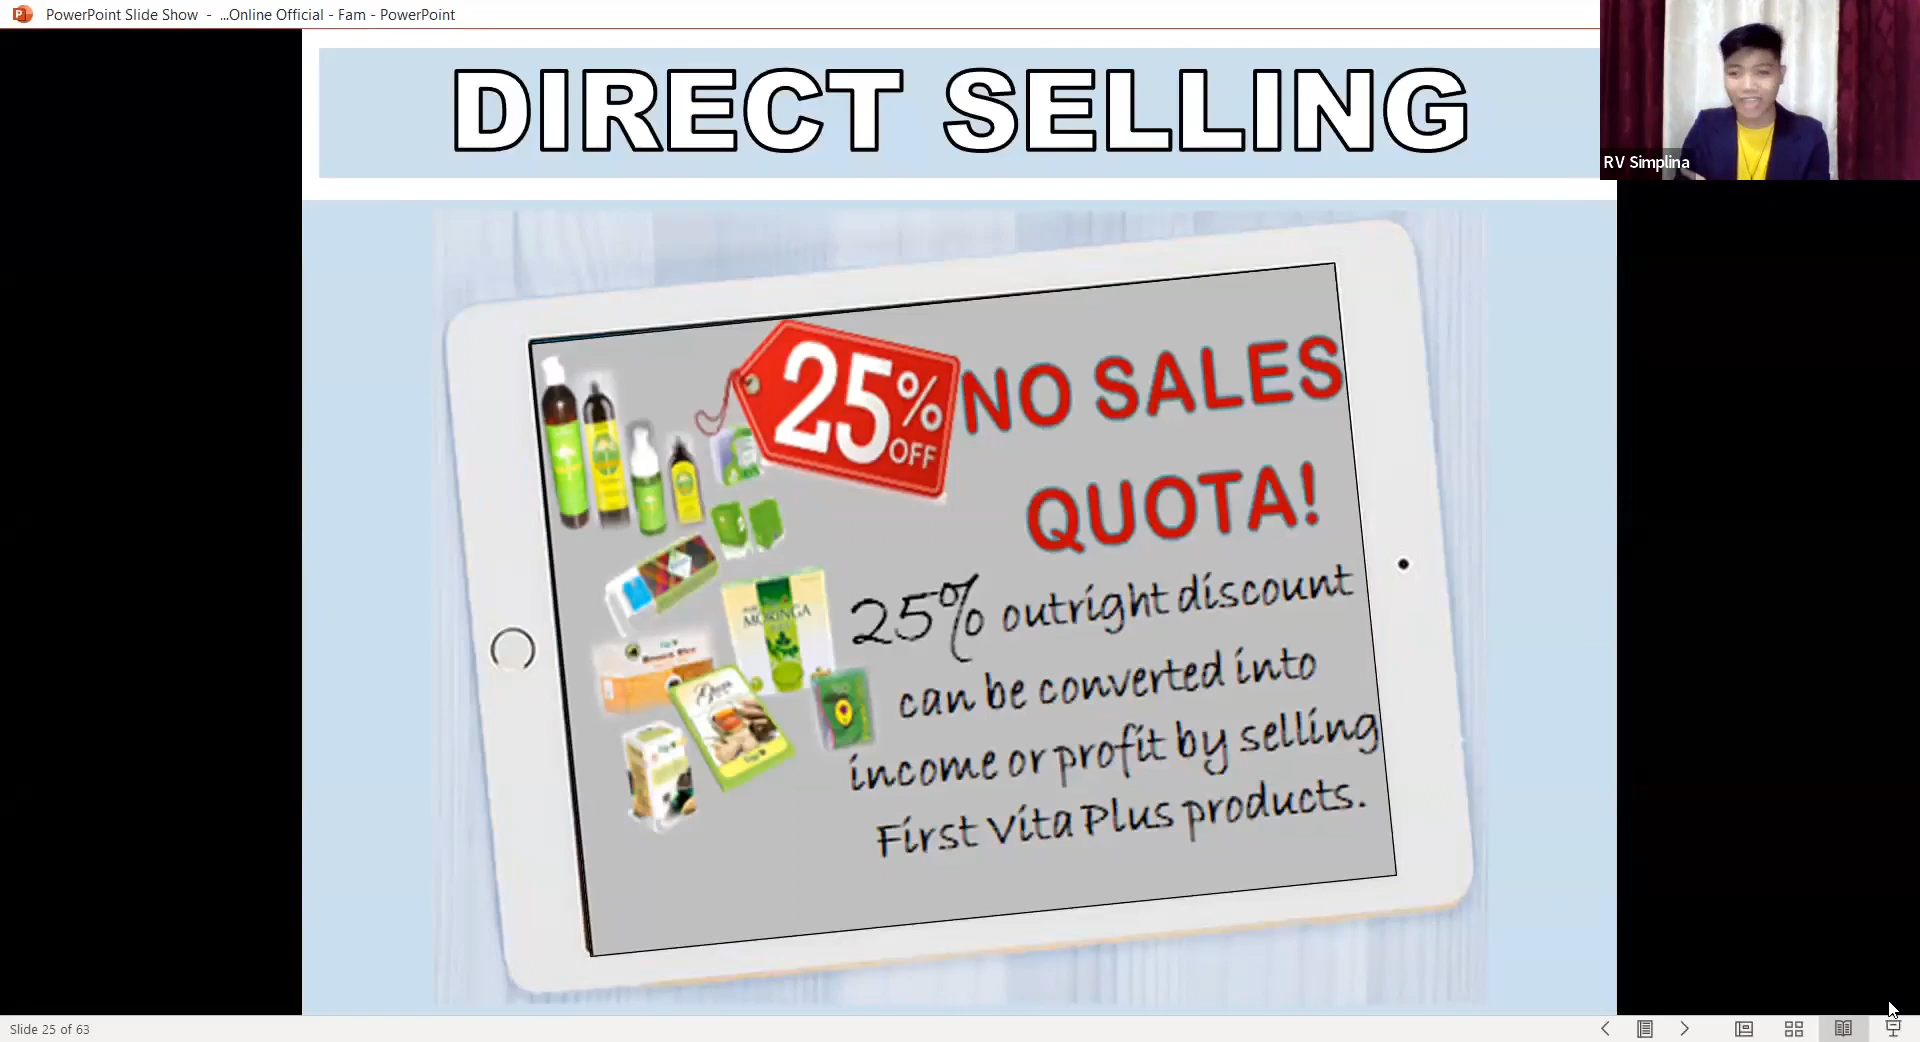 PowerPoint Slide Show - ...Online Official - Fam - PowerPoint
DIRECT SELLING
RV Simplina
25% OFF
NO SALES
QUOTA!
MORINGA
25% outright discount
can be converted into
income or profit by selling
First Vita Plus products.
Slide 25 of 63